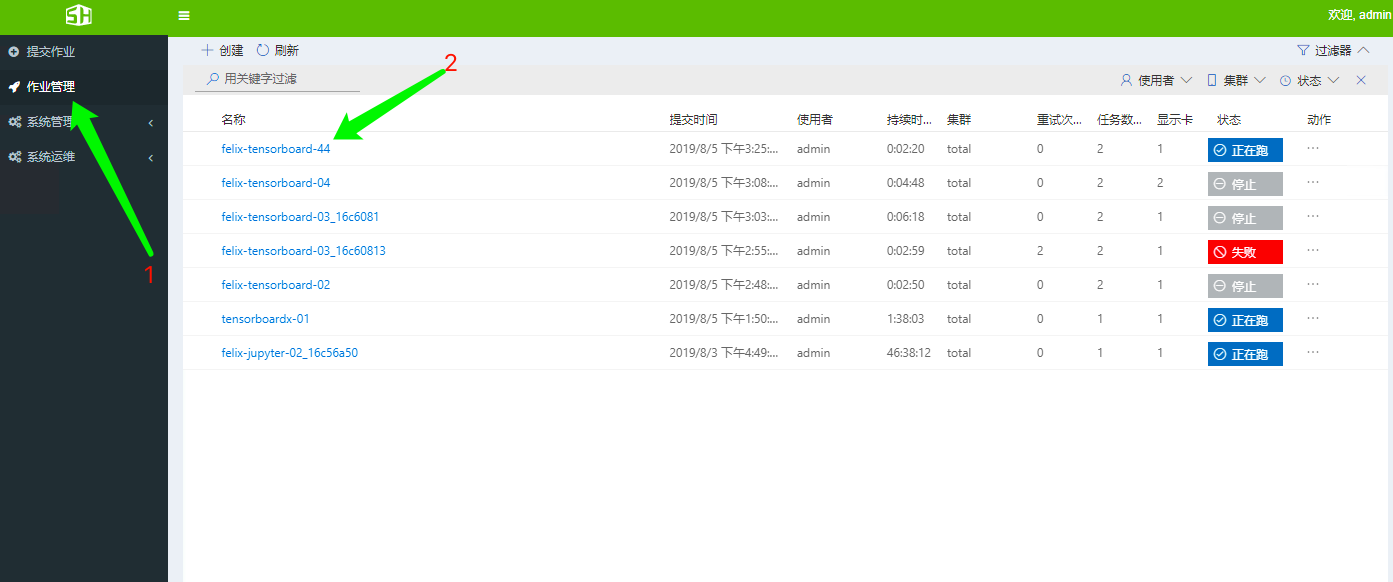 SH
欢迎, admin
提交作业
作业管理
系统管理
系统运维
1
创建 刷新 过滤器
2
用关键字过滤 使用者 集群 状态
名称 提交时间 使用者 持续时... 集群 重试次... 任务数... 显示卡 状态 动作
felix-tensorboard-44 2019/8/5 下午3:25:... admin 0:02:20 total 0 2 1 正在跑 ...
felix-tensorboard-04 2019/8/5 下午3:08:... admin 0:04:48 total 0 2 2 停止 ...
felix-tensorboard-03_16c6081 2019/8/5 下午3:03:... admin 0:06:18 total 0 2 1 停止 ...
felix-tensorboard-03_16c60813 2019/8/5 下午2:55:... admin 0:02:59 total 2 2 1 失败 ...
felix-tensorboard-02 2019/8/5 下午2:48:... admin 0:02:50 total 0 2 1 停止 ...
tensorboardx-01 2019/8/5 下午1:50:... admin 1:38:03 total 0 1 1 正在跑 ...
felix-jupyter-02_16c56a50 2019/8/3 下午4:49:... admin 46:38:12 total 0 1 1 正在跑 ...